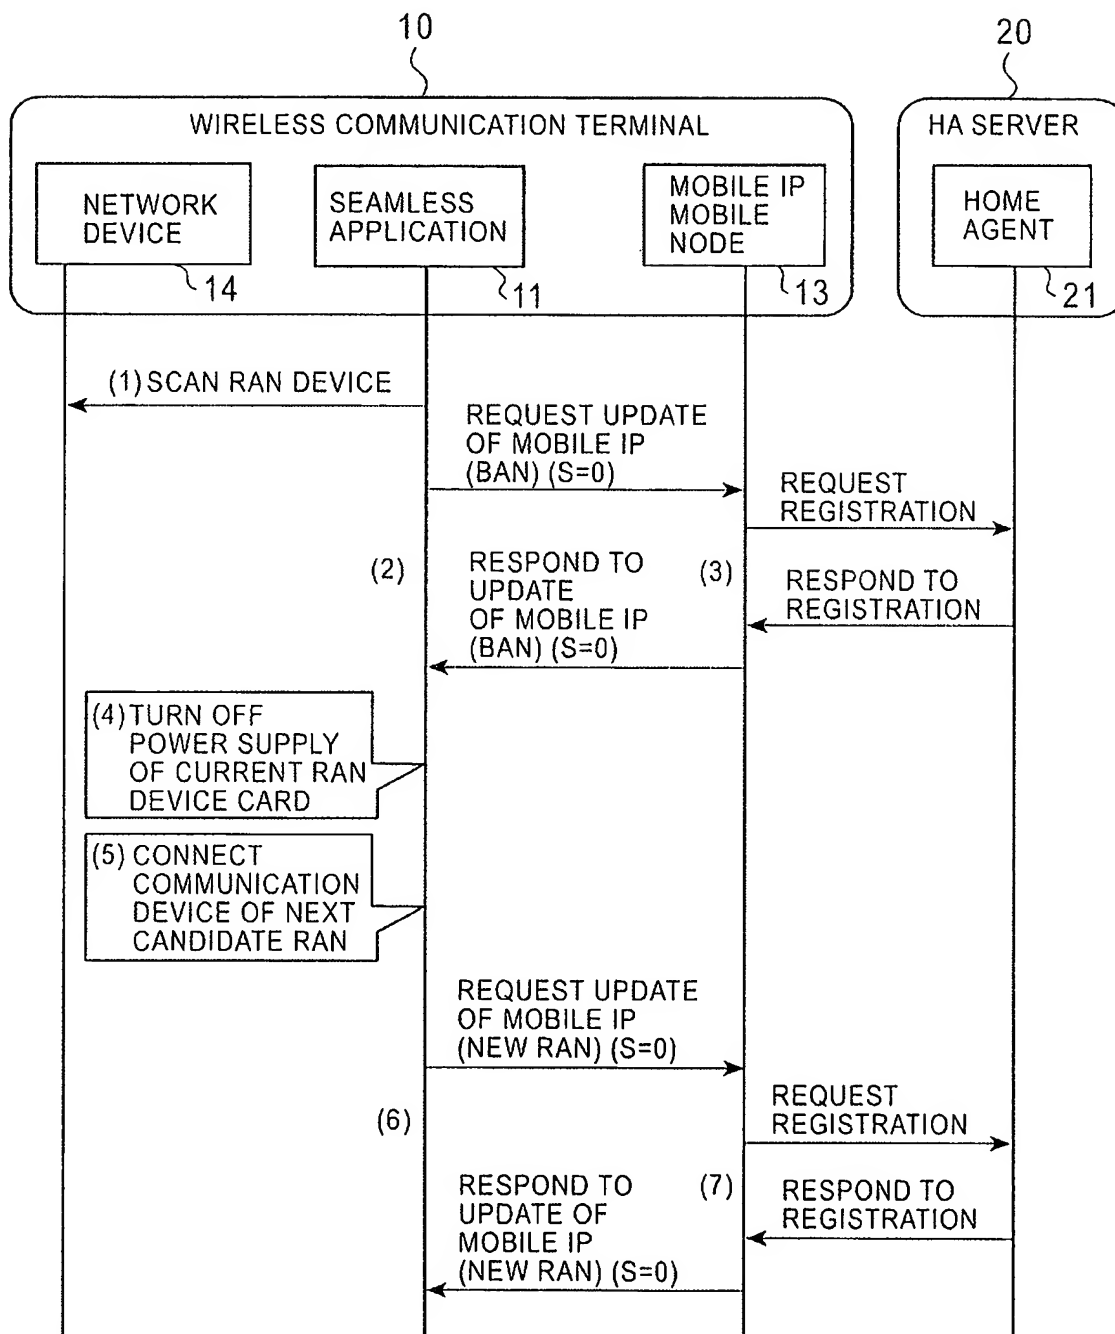 10
20
WIRELESS COMMUNICATION TERMINAL
HA SERVER
NETWORK
DEVICE
14
SEAMLESS
APPLICATION
11
MOBILE IP
MOBILE
NODE
13
HOME
AGENT
21
(1) SCAN RAN DEVICE
REQUEST UPDATE
OF MOBILE IP
(BAN) (S=0)
REQUEST
REGISTRATION
(2)
RESPOND TO
UPDATE
OF MOBILE IP
(BAN) (S=0)
(3)
RESPOND TO
REGISTRATION
(4) TURN OFF
POWER SUPPLY
OF CURRENT RAN
DEVICE CARD
(5) CONNECT
COMMUNICATION
DEVICE OF NEXT
CANDIDATE RAN
REQUEST UPDATE
OF MOBILE IP
(NEW RAN) (S=0)
REQUEST
REGISTRATION
(6)
RESPOND TO
UPDATE OF
MOBILE IP
(NEW RAN) (S=0)
(7)
RESPOND TO
REGISTRATION